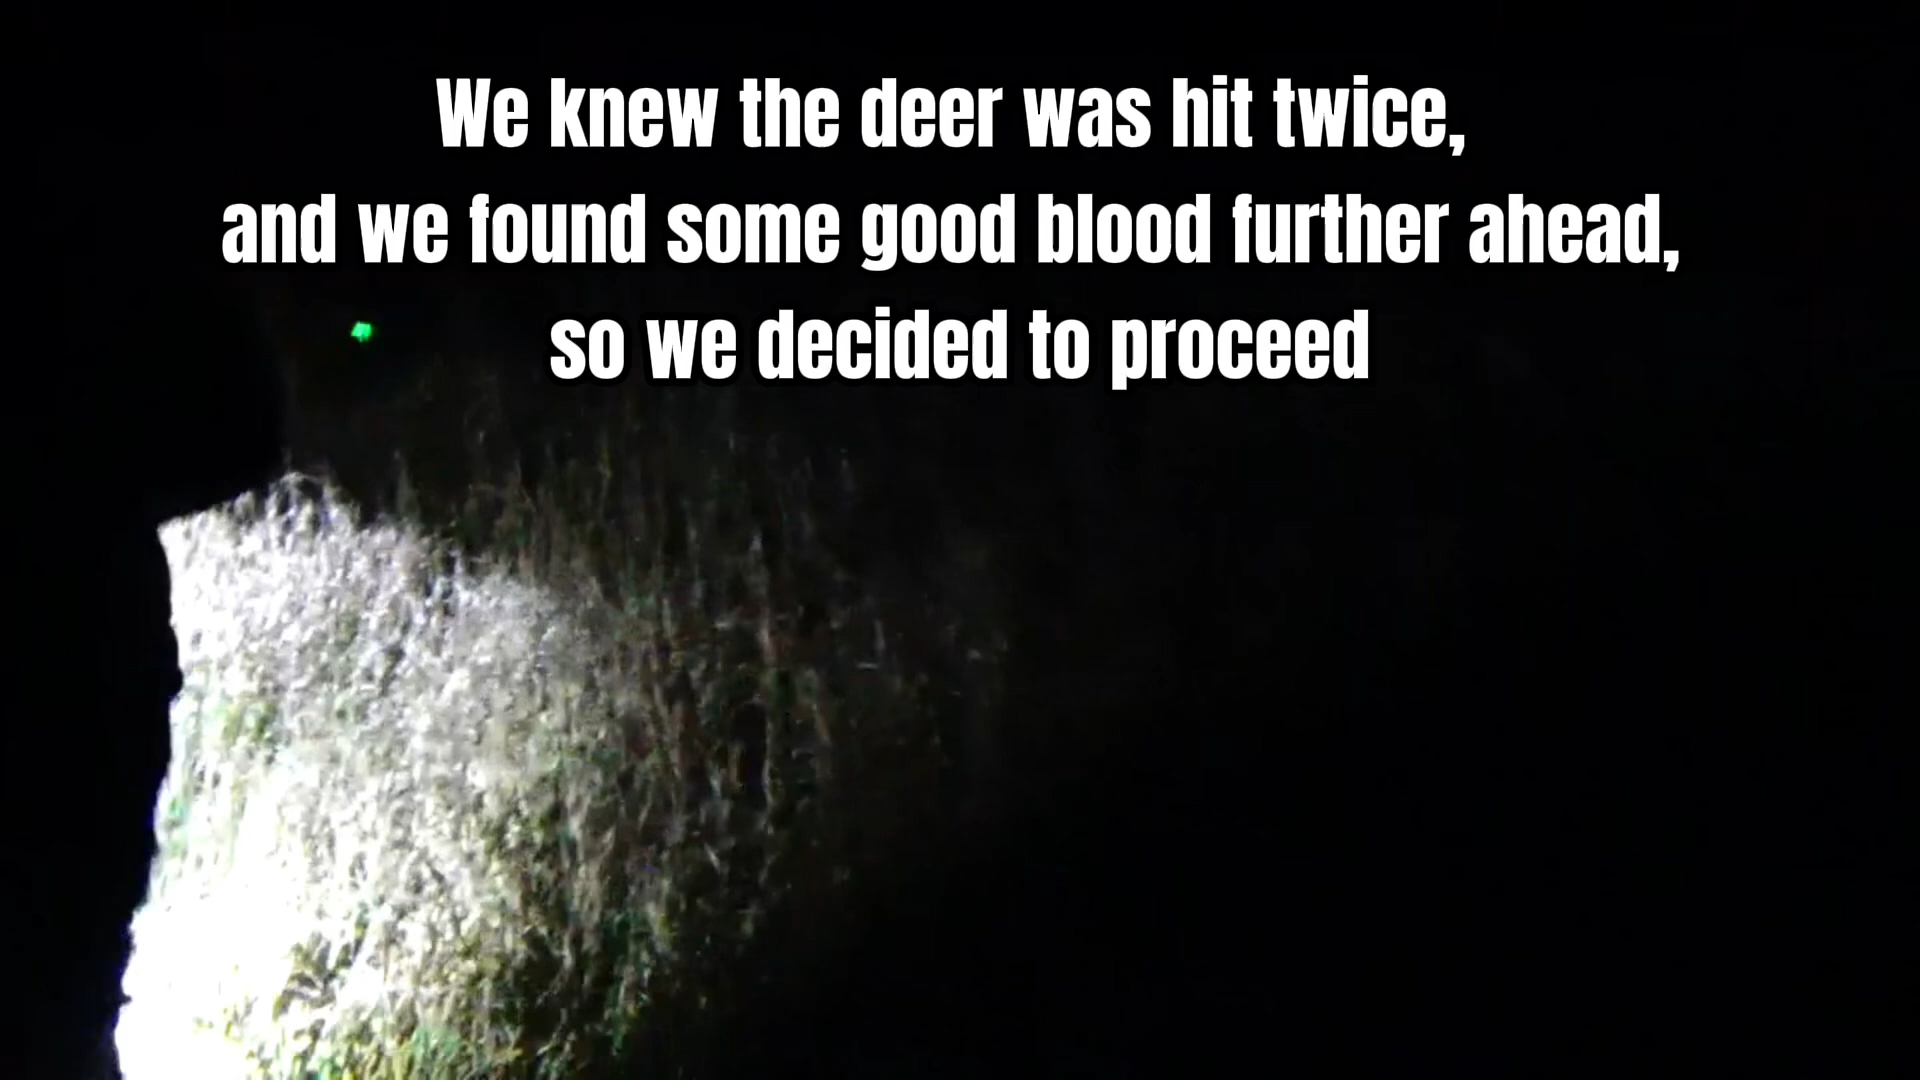 We knew the deer was hit twice,
and we found some good blood further ahead,
so we decided to proceed